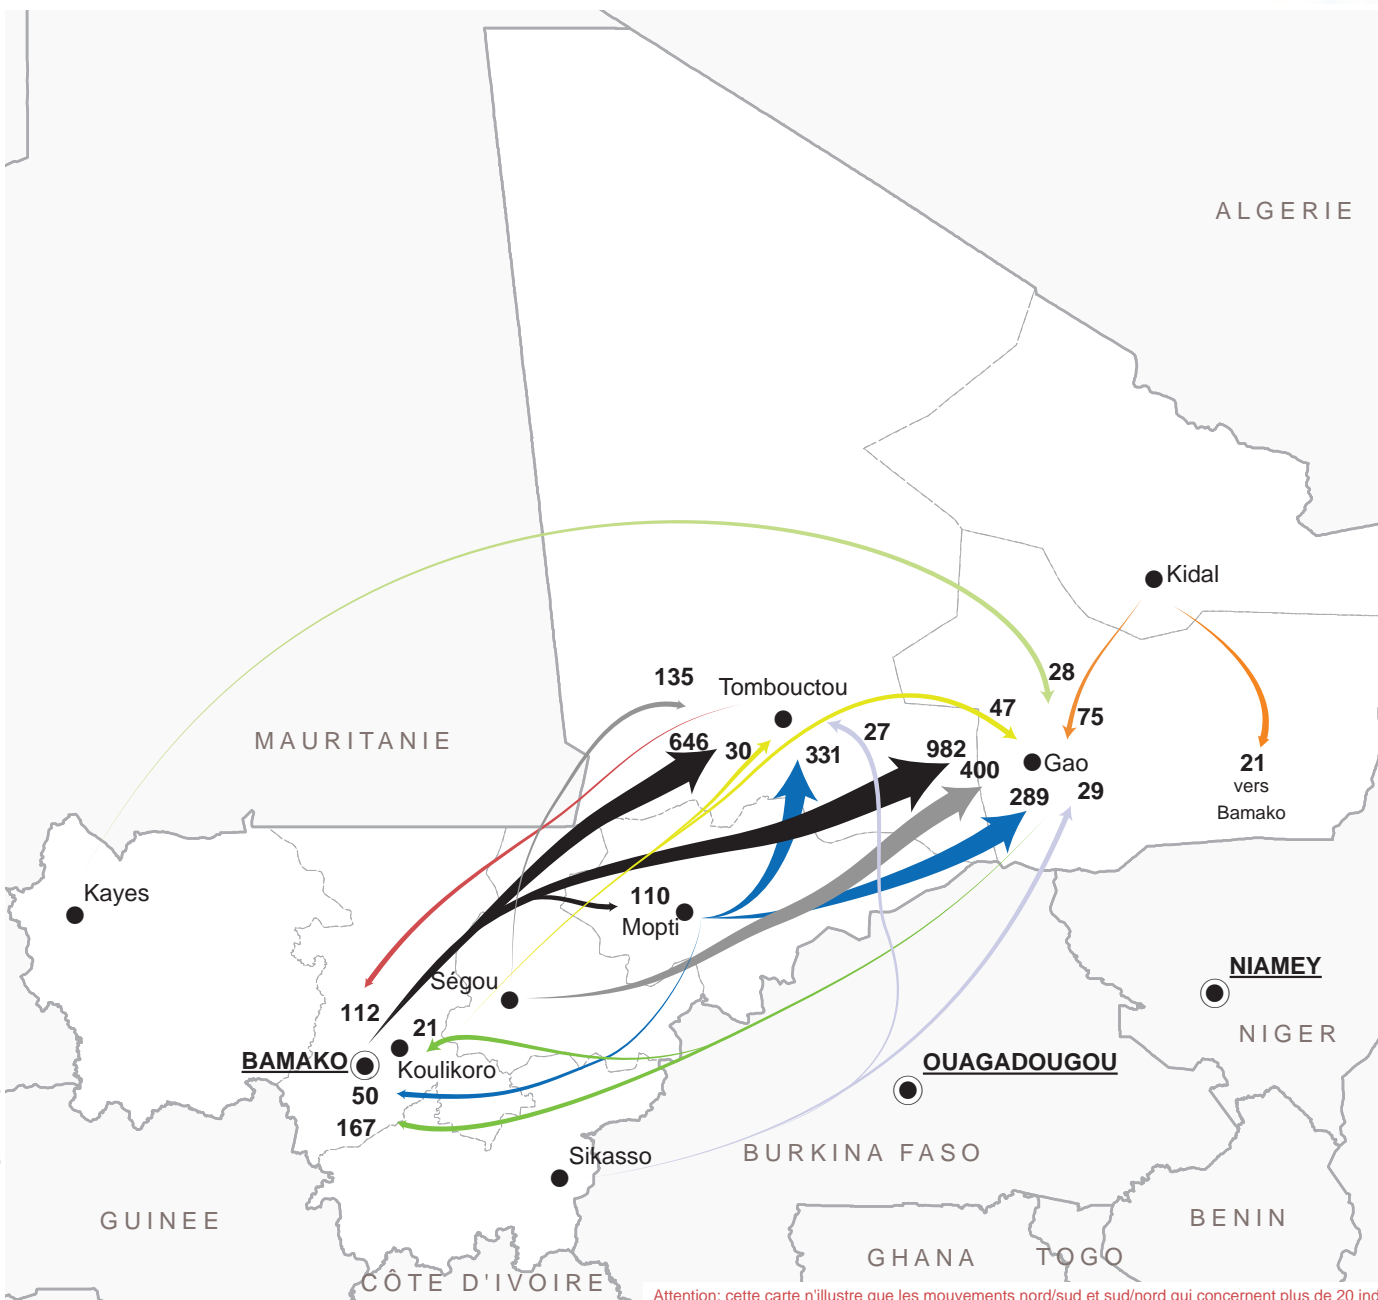 ALGERIE
Kidal
28
135
Tombouctou
47
75
27
MAURITANIE
646
30
331
982
400
Gao
21
vers
Bamako
289
29
Kayes
110
Mopti
Ségou
NIAMEY
112
21
NIGER
BAMAKO
Koulikoro
OUAGADOUGOU
50
167
Sikasso
BURKINA FASO
GUINEE
BENIN
GHANA
TOGO
CÔTE D'IVOIRE
Attention: cette carte n'illustre que les mouvements nord/sud et sud/nord qui concernent plus de 20 ind